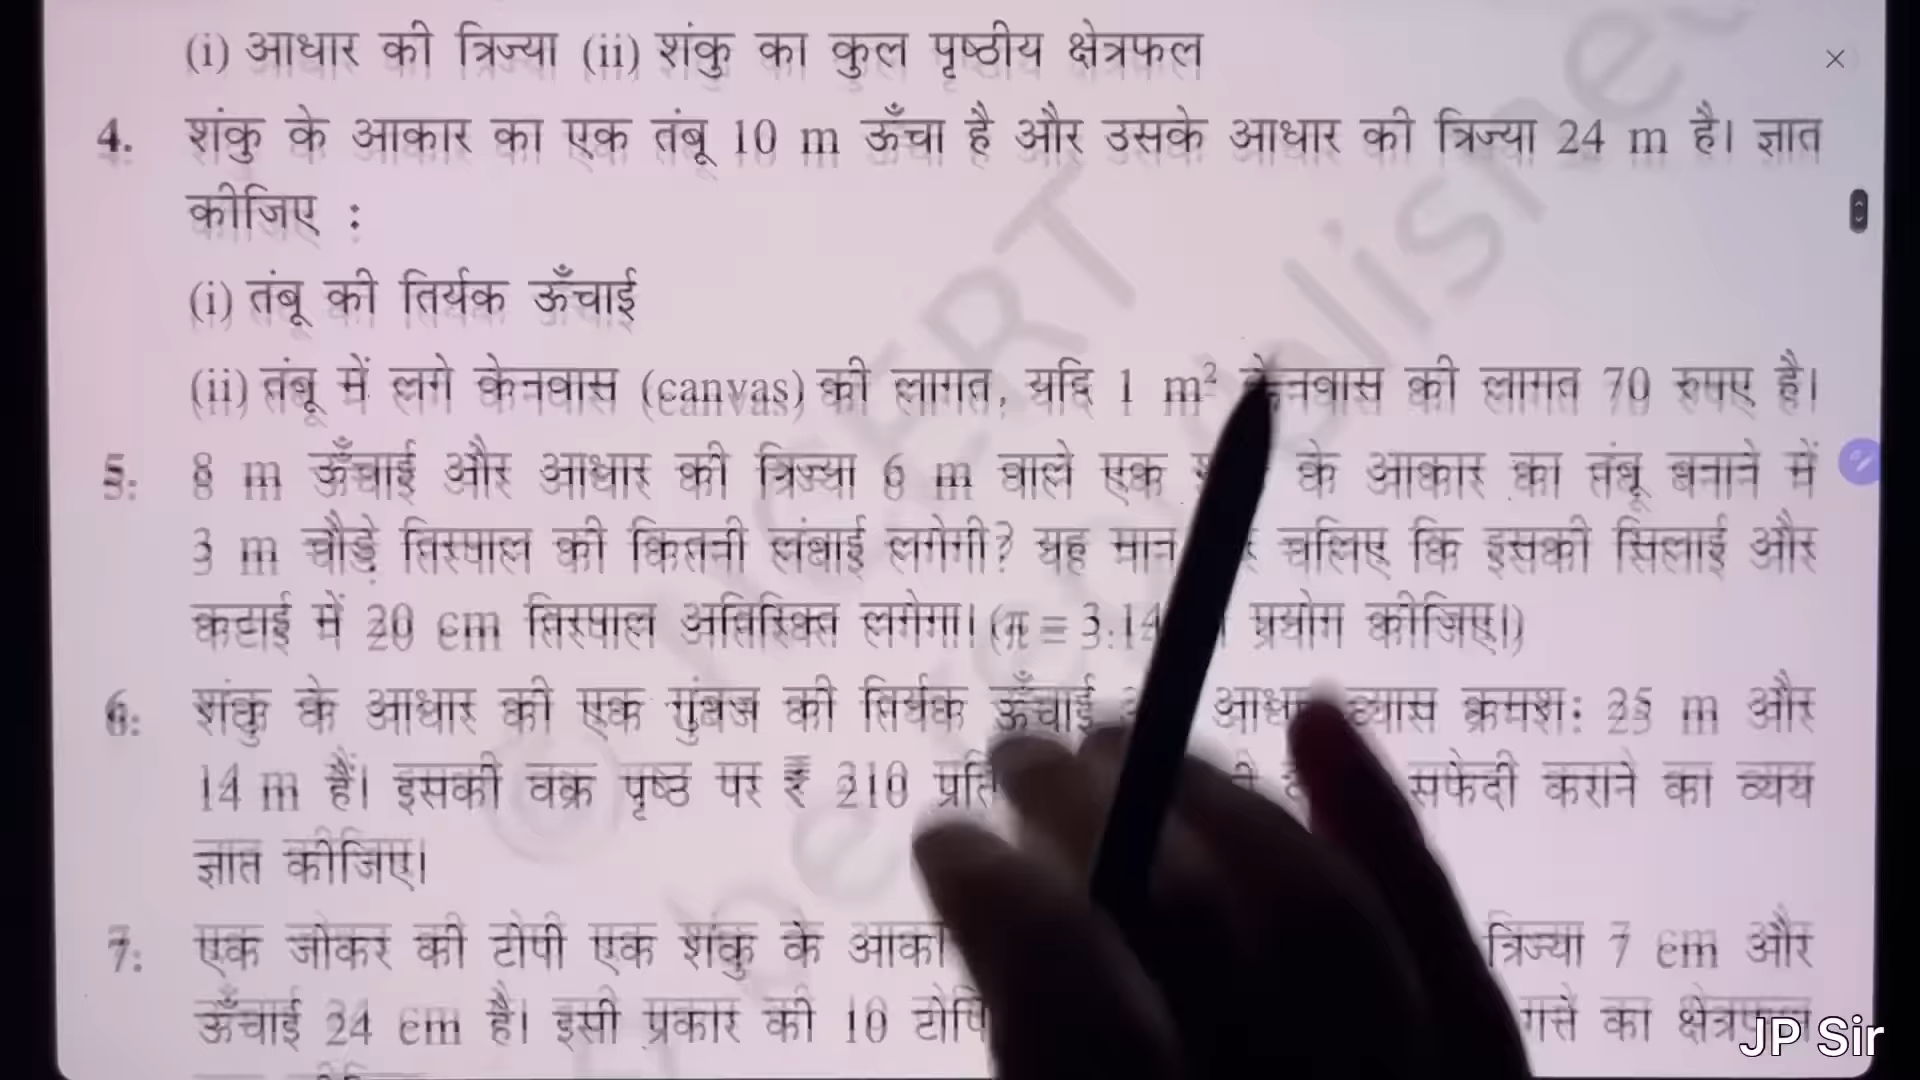 (i) आधार की त्रिज्या (ii) शंकु का कुल पृष्ठीय क्षेत्रफल
4. शंकु के आकार का एक तंबू 10 m ऊँचा है और उसके आधार की त्रिज्या 24 m है। ज्ञात
कीजिए :
(i) तंबू की तिर्यक ऊँचाई
(ii) तंबू में लगे केनवास (canvas) की लागत, यदि 1 m² केनवास की लागत 70 रुपए है।
5. 8 m ऊँचाई और आधार की त्रिज्या 6 m वाले एक के आकार का तंबू बनाने में
3 m चौड़े तिरपाल की कितनी लंबाई लगेगी? यह मान चलिए कि इसकी सिलाई और
कटाई में 20 cm तिरपाल अतिरिक्त लगेगा। (π = 3.14 प्रयोग कीजिए।)
6. शंकु के आधार की एक गुंबज की तिर्यक ऊँचाई आधार व्यास क्रमश: 25 m और
14 m हैं। इसकी वक्र पृष्ठ पर ₹ 210 प्रति सफेदी कराने का व्यय
ज्ञात कीजिए।
7. एक जोकर की टोपी एक शंकु के त्रिज्या 7 cm और
ऊँचाई 24 cm है। इसी प्रकार की 10 गत्ते का क्षेत्रफल
JP Sir